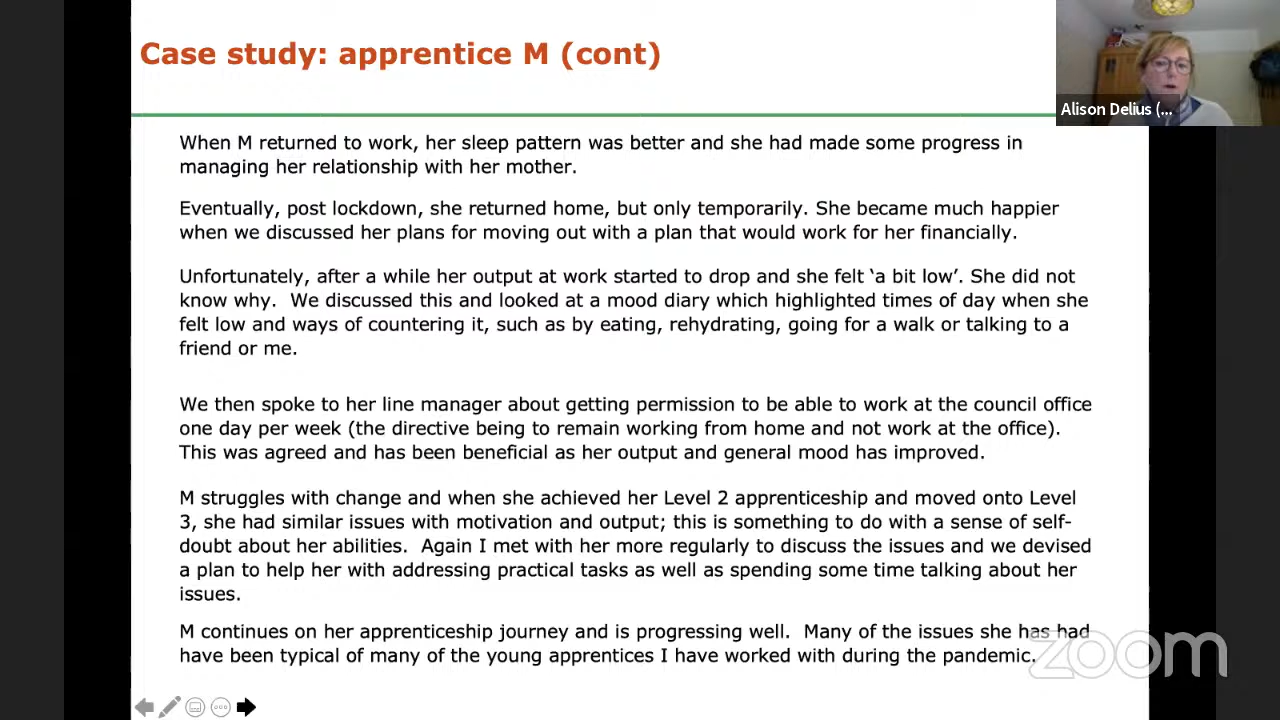 Case study: apprentice M (cont)
Alison Delius (...
When M returned to work, her sleep pattern was better and she had made some progress in
managing her relationship with her mother.
Eventually, post lockdown, she returned home, but only temporarily. She became much happier
when we discussed her plans for moving out with a plan that would work for her financially.
Unfortunately, after a while her output at work started to drop and she felt ‘a bit low’. She did not
know why. We discussed this and looked at a mood diary which highlighted times of day when she
felt low and ways of countering it, such as by eating, rehydrating, going for a walk or talking to a
friend or me.
We then spoke to her line manager about getting permission to be able to work at the council office
one day per week (the directive being to remain working from home and not work at the office).
This was agreed and has been beneficial as her output and general mood has improved.
M struggles with change and when she achieved her Level 2 apprenticeship and moved onto Level
3, she had similar issues with motivation and output; this is something to do with a sense of self-
doubt about her abilities. Again I met with her more regularly to discuss the issues and we devised
a plan to help her with addressing practical tasks as well as spending some time talking about her
issues.
M continues on her apprenticeship journey and is progressing well. Many of the issues she has had
have been typical of many of the young apprentices I have worked with during the pandemic.
zoom